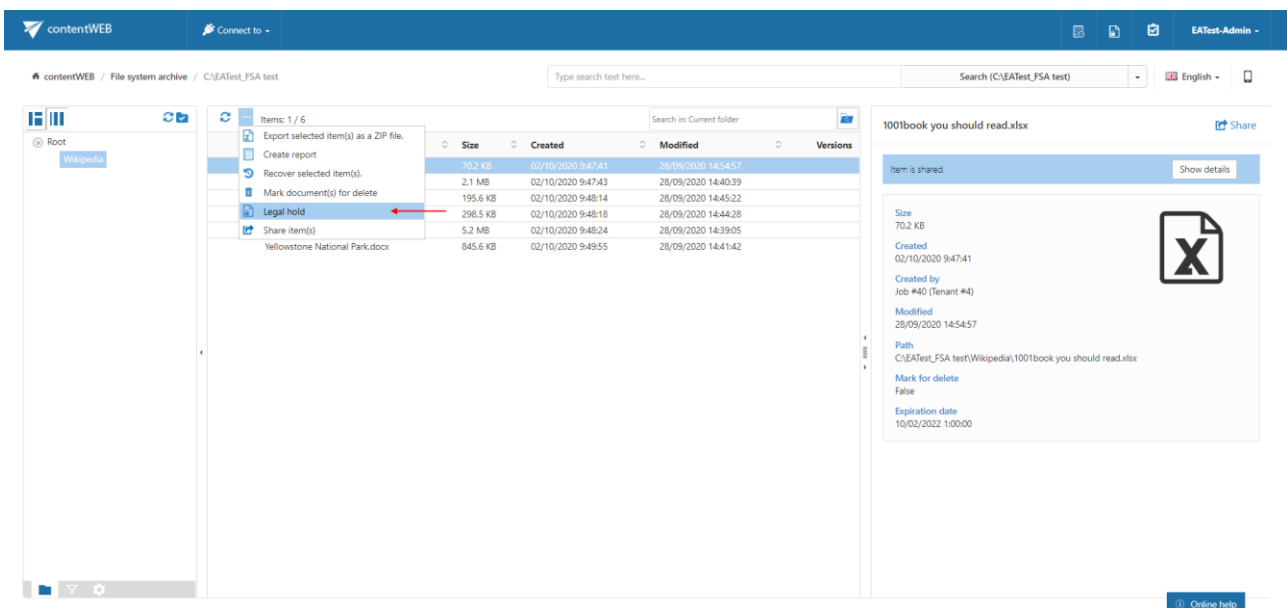 contentWEB
Connect to
EATest-Admin
contentWEB / File system archive / C:\EATest_FSA test
Type search text here...
Search (C:\EATest_FSA test)
English
Items: 1 / 6
Search in: Current folder
Root
Wikipedia
Export selected item(s) as a ZIP file.
Create report
Recover selected item(s).
Mark document(s) for delete
Legal hold
Share item(s)
Size Created Modified Versions
70.2 KB 02/10/2020 9:47:41 28/09/2020 14:54:57
2.1 MB 02/10/2020 9:47:43 28/09/2020 14:40:39
195.6 KB 02/10/2020 9:48:14 28/09/2020 14:45:22
298.5 KB 02/10/2020 9:48:18 28/09/2020 14:44:28
5.2 MB 02/10/2020 9:48:24 28/09/2020 14:39:05
Yellowstone National Park.docx 845.6 KB 02/10/2020 9:49:55 28/09/2020 14:41:42
1001book you should read.xlsx
Share
Item is shared.
Show details
Size
70.2 KB
Created
02/10/2020 9:47:41
Created by
Job #40 (Tenant #4)
Modified
28/09/2020 14:54:57
Path
C:\EATest_FSA test\Wikipedia\1001book you should read.xlsx
Mark for delete
False
Expiration date
10/02/2022 1:00:00
Online help